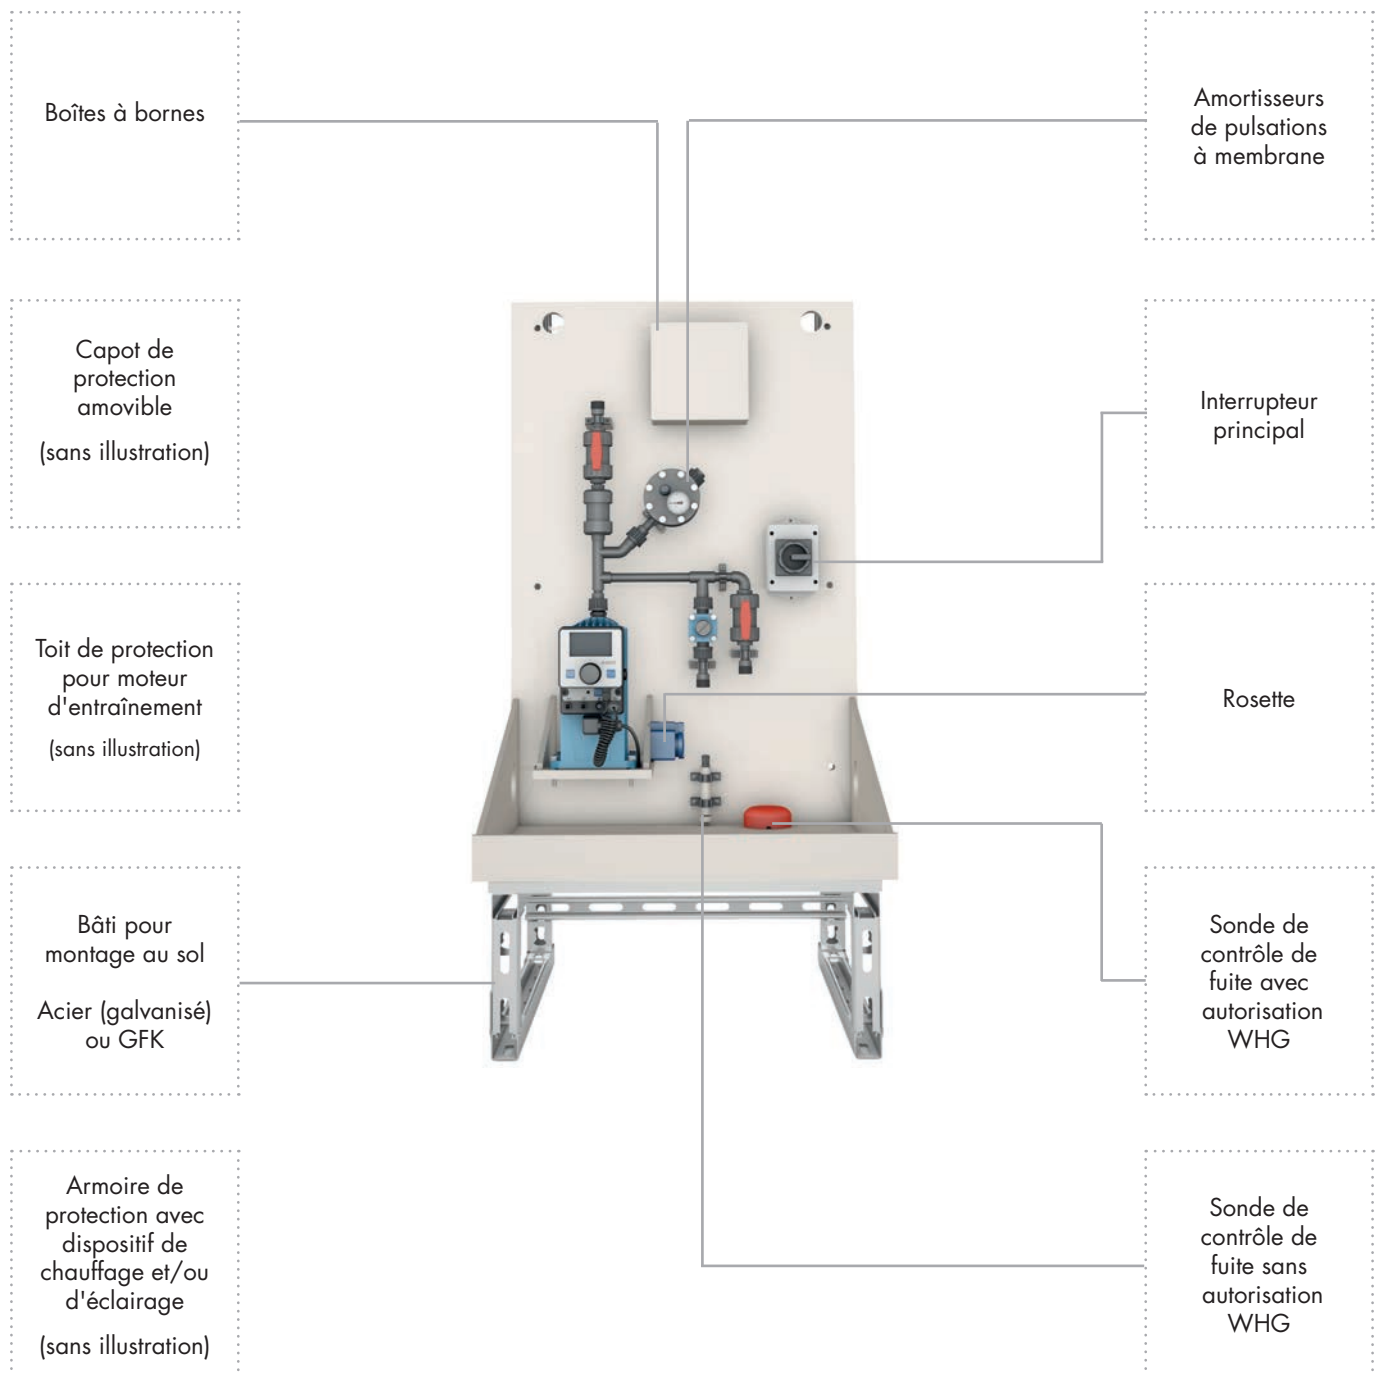 Boîtes à bornes
Amortisseurs
de pulsations
à membrane
Capot de
protection
amovible
(sans illustration)
Interrupteur
principal
Toit de protection
pour moteur
d'entraînement
(sans illustration)
Rosette
Bâti pour
montage au sol
Acier (galvanisé)
ou GFK
Sonde de
contrôle de
fuite avec
autorisation
WHG
Armoire de
protection avec
dispositif de
chauffage et/ou
d'éclairage
(sans illustration)
Sonde de
contrôle de
fuite sans
autorisation
WHG